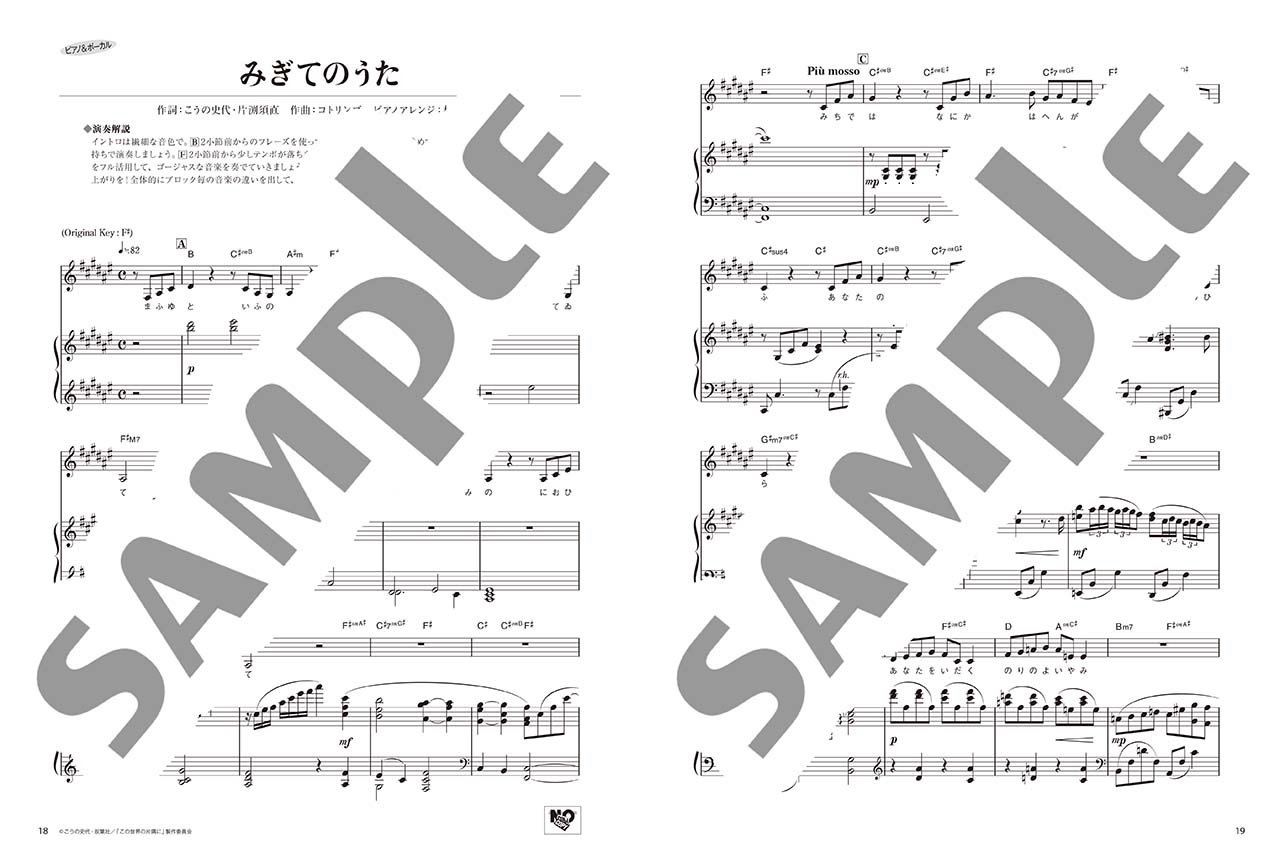 ピアノ&ボーカル
みぎてのうた
作詞:こうの史代・片渕須直 作曲:コトリンゴ ピアノアレンジ:
◆演奏解説
イントロは繊細な音色で。B2小節前からのフレーズを使っ
持ちで演奏しましょう。F2小節前から少しテンポが落ち
をフル活用して、ゴージャスな音楽を奏でていきましょ
上がりを!全体的にブロック毎の音楽の違いを出して、
(Original Key : F♯)
♩≒82
A
B C♯onB A♯m F♯
まふゆと いふの てゐ
p
F♯M7
て みの におひ
F♯onA♯ C♯7onG♯ F♯ C♯ C♯onB F♯
て
mf
18 ©こうの史代・双葉社/「この世界の片隅に」製作委員会
NO COPY
SAMPLE
C
F♯ Più mosso C♯onB C♯onE♯ F♯ C♯7onG♯ F♯
みちでは なにか はへんが
mp
C♯sus4 C♯ C♯onB C♯7onG♯
ふ あなたの ひ
r.h.
G♯m7onC♯ BonD♯
ら
3 3 3 3
mf
F♯onC♯ D AonC♯ Bm7 F♯onA♯
あなたをいだく のりのよいやみ
p mp
19
SAMPLE